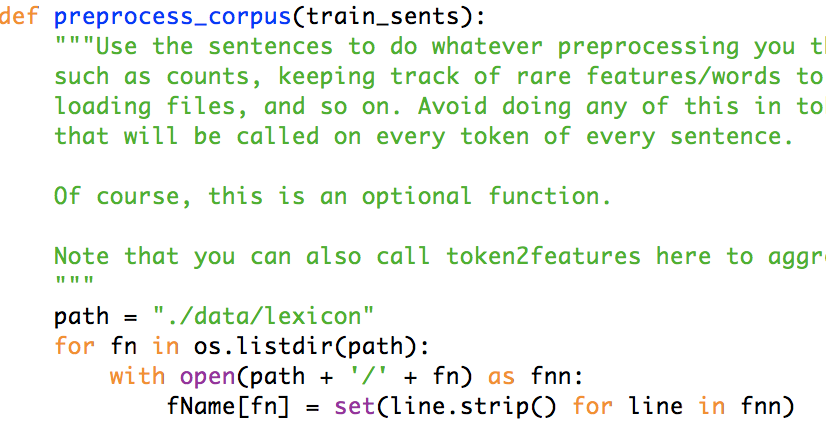 def preprocess_corpus(train_sents):
"""Use the sentences to do whatever preprocessing you
such as counts, keeping track of rare features/words to
loading files, and so on. Avoid doing any of this in
that will be called on every token of every sentence.
Of course, this is an optional function.
Note that you can also call token2features here to
"""
path = "./data/lexicon"
for fn in os.listdir(path):
with open(path + '/' + fn) as fnn:
fName[fn] = set(line.strip() for line in fnn)